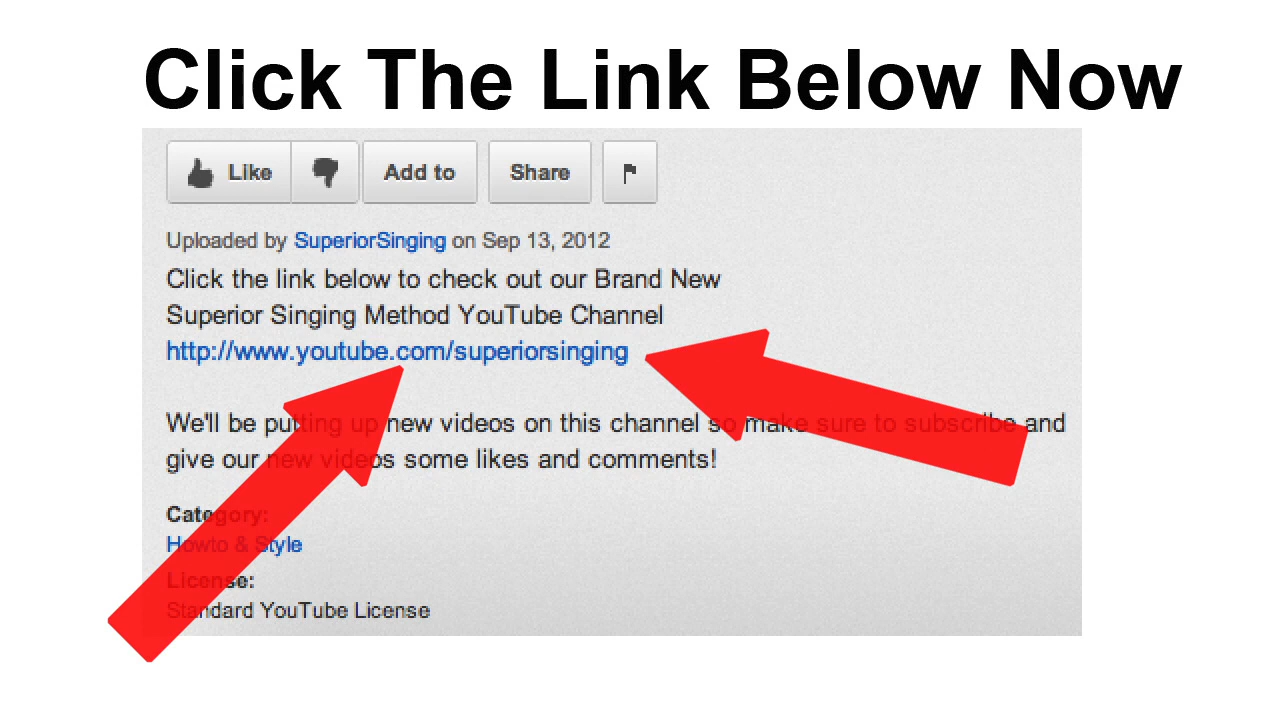 Click The Link Below Now
Like Add to Share
Uploaded by SuperiorSinging on Sep 13, 2012
Click the link below to check out our Brand New
Superior Singing Method YouTube Channel
http://www.youtube.com/superiorsinging
We'll be putting up new videos on this channel so make sure to subscribe and
give our new videos some likes and comments!
Category:
Howto & Style
License:
Standard YouTube License